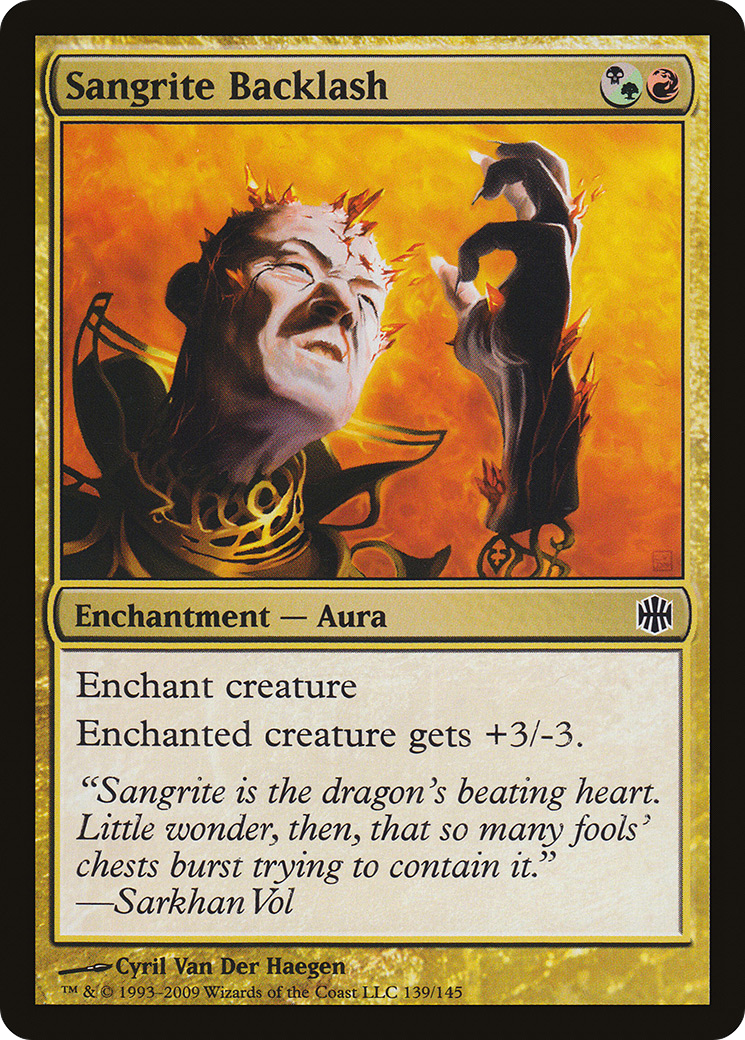 Sangrite Backlash
Enchantment — Aura
Enchant creature
Enchanted creature gets +3/-3.
“Sangrite is the dragon’s beating heart.
Little wonder, then, that so many fools’
chests burst trying to contain it.”
—Sarkhan Vol
Cyril Van Der Haegen
™ & © 1993–2009 Wizards of the Coast LLC 139/145